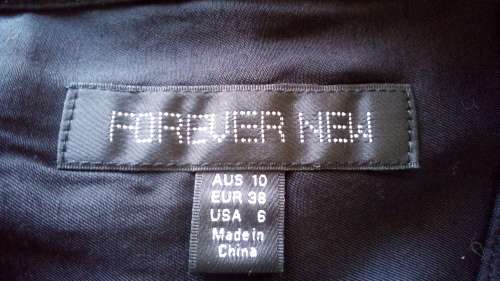 FOREVER NEW
AUS 10
EUR 38
USA 6
Made in
China